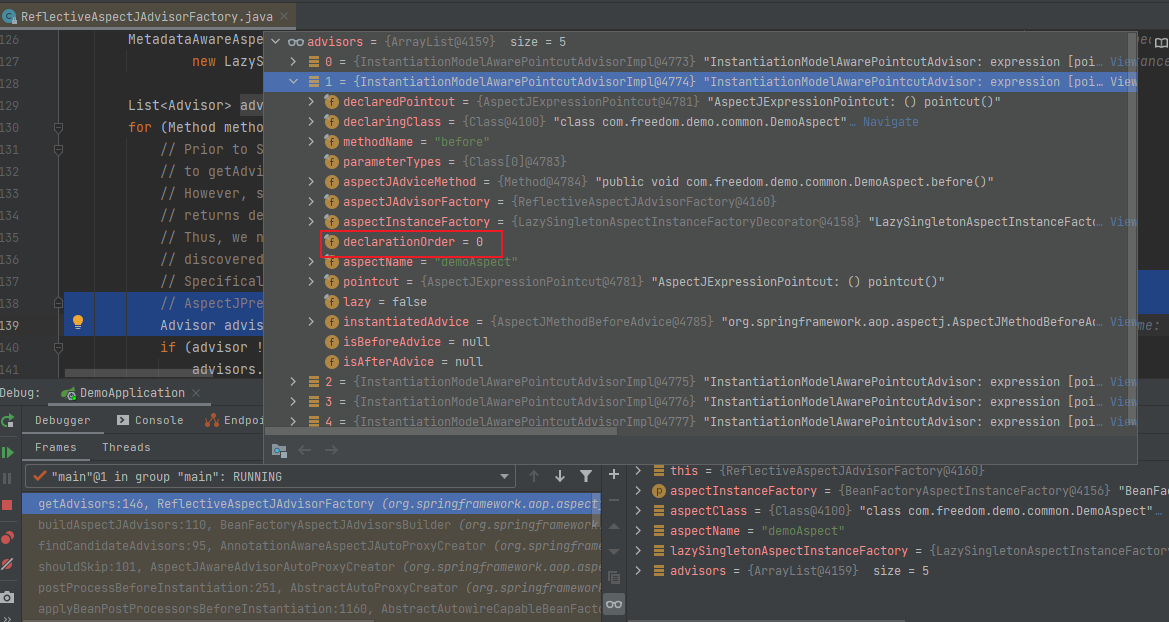 ReflectiveAspectJAdvisorFactory.java
126 MetadataAwareAspe
127 new LazyS
128
129 List<Advisor> adv
130 for (Method metho
131 // Prior to S
132 // to getAdvi
133 // However, s
134 // returns de
135 // Thus, we n
136 // discovered
137 // Specifical
138 // AspectJPre
139 Advisor advis
140 if (advisor !
141 advisors.
advisors = {ArrayList@4159} size = 5
0 = {InstantiationModelAwarePointcutAdvisorImpl@4773} "InstantiationModelAwarePointcutAdvisor: expression [poi... View
1 = {InstantiationModelAwarePointcutAdvisorImpl@4774} "InstantiationModelAwarePointcutAdvisor: expression [poi... View
declaredPointcut = {AspectJExpressionPointcut@4781} "AspectJExpressionPointcut: () pointcut()"
declaringClass = {Class@4100} "class com.freedom.demo.common.DemoAspect"... Navigate
methodName = "before"
parameterTypes = {Class[0]@4783}
aspectJAdviceMethod = {Method@4784} "public void com.freedom.demo.common.DemoAspect.before()"
aspectJAdvisorFactory = {ReflectiveAspectJAdvisorFactory@4160}
aspectInstanceFactory = {LazySingletonAspectInstanceFactoryDecorator@4158} "LazySingletonAspectInstanceFacto... View
declarationOrder = 0
aspectName = "demoAspect"
pointcut = {AspectJExpressionPointcut@4781} "AspectJExpressionPointcut: () pointcut()"
lazy = false
instantiatedAdvice = {AspectJMethodBeforeAdvice@4785} "org.springframework.aop.aspectj.AspectJMethodBeforeAd... View
isBeforeAdvice = null
isAfterAdvice = null
2 = {InstantiationModelAwarePointcutAdvisorImpl@4775} "InstantiationModelAwarePointcutAdvisor: expression [poi... View
3 = {InstantiationModelAwarePointcutAdvisorImpl@4776} "InstantiationModelAwarePointcutAdvisor: expression [poi... View
4 = {InstantiationModelAwarePointcutAdvisorImpl@4777} "InstantiationModelAwarePointcutAdvisor: expression [poi... View
me:
Debug: DemoApplication
Debugger Console Endpoi
Frames Threads
"main"@1 in group "main": RUNNING
getAdvisors:146, ReflectiveAspectJAdvisorFactory (org.springframework.aop.aspectj
buildAspectJAdvisors:110, BeanFactoryAspectJAdvisorsBuilder (org.springframework.
findCandidateAdvisors:95, AnnotationAwareAspectJAutoProxyCreator (org.springframe
shouldSkip:101, AspectJAwareAdvisorAutoProxyCreator (org.springframework.aop.aspe
postProcessBeforeInstantiation:251, AbstractAutoProxyCreator (org.springframework
applyBeanPostProcessorsBeforeInstantiation:1160, AbstractAutowireCapableBeanFacto
this = {ReflectiveAspectJAdvisorFactory@4160}
aspectInstanceFactory = {BeanFactoryAspectInstanceFactory@4156} "BeanFa
aspectClass = {Class@4100} "class com.freedom.demo.common.DemoAspect"...
aspectName = "demoAspect"
lazySingletonAspectInstanceFactory = {LazySingletonAspectInstanceFactory
advisors = {ArrayList@4159} size = 5